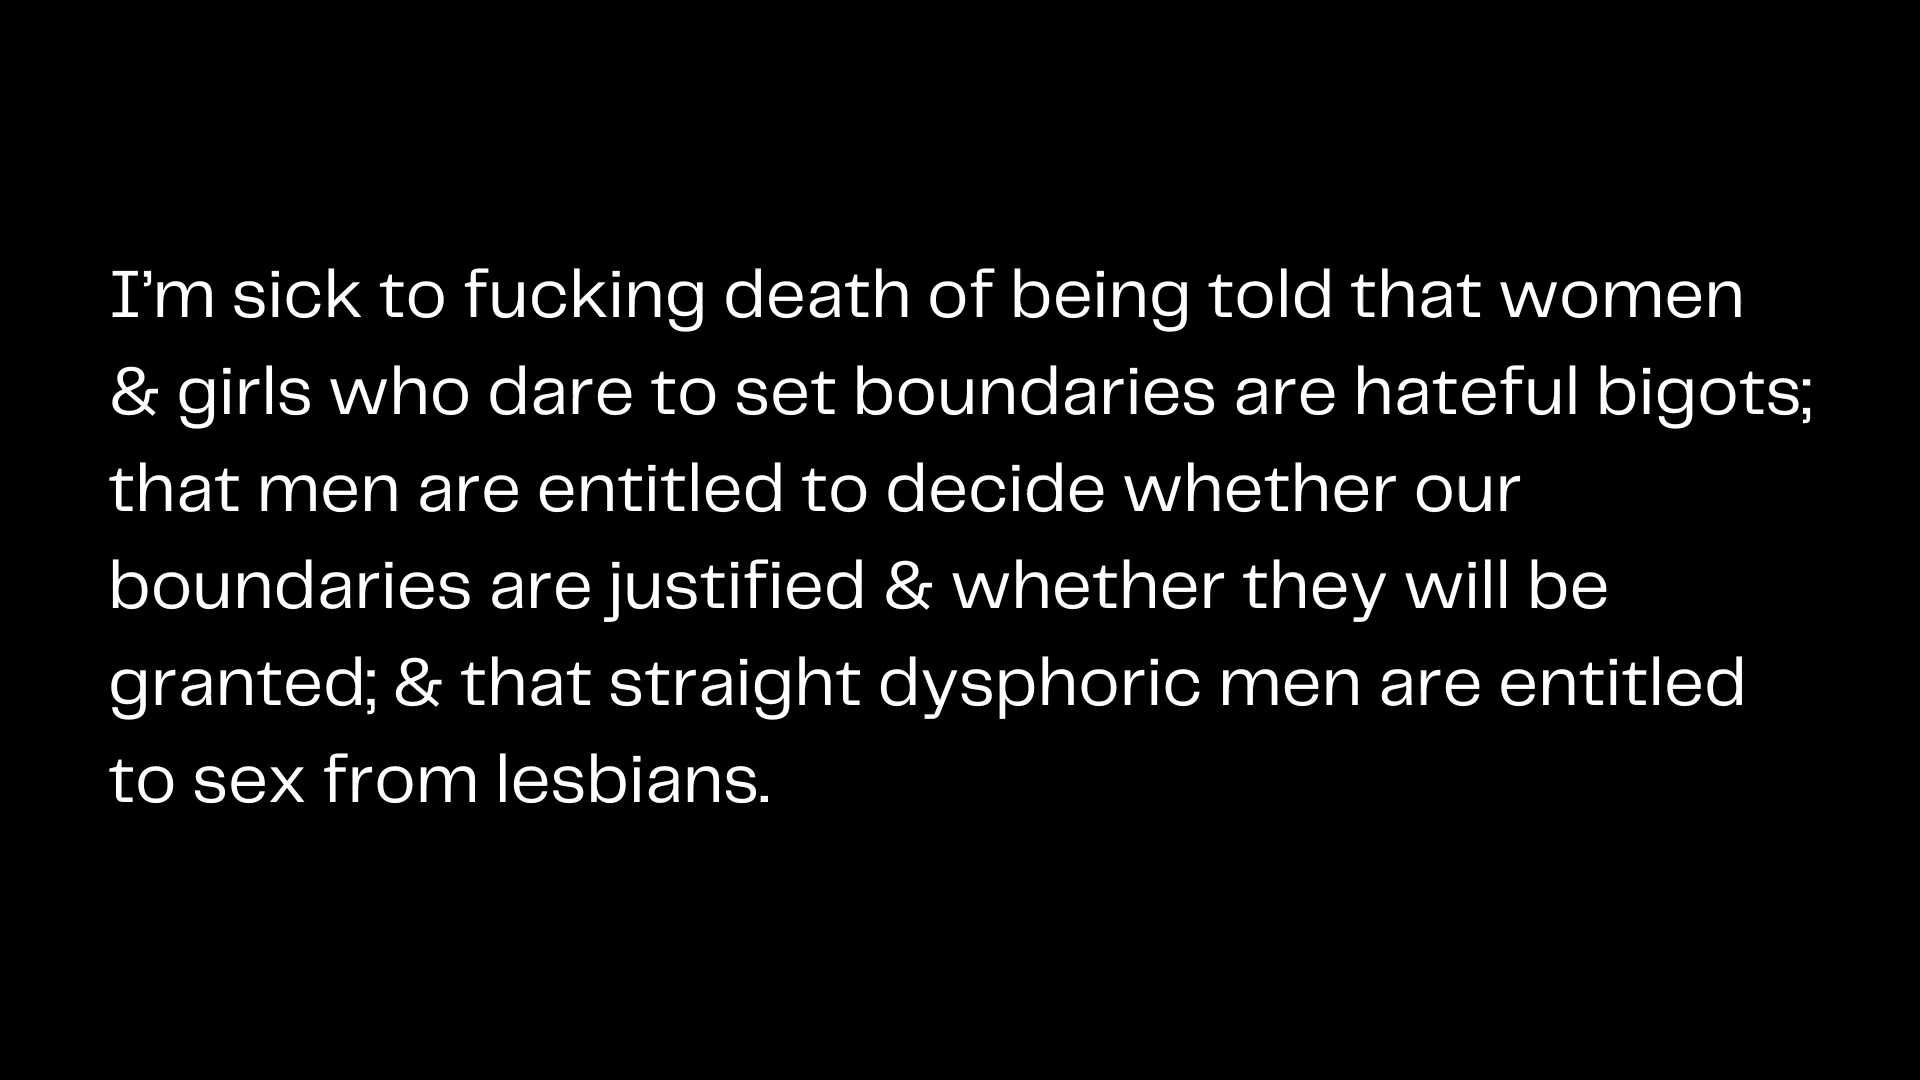 I’m sick to fucking death of being told that women
& girls who dare to set boundaries are hateful bigots;
that men are entitled to decide whether our
boundaries are justified & whether they will be
granted; & that straight dysphoric men are entitled
to sex from lesbians.